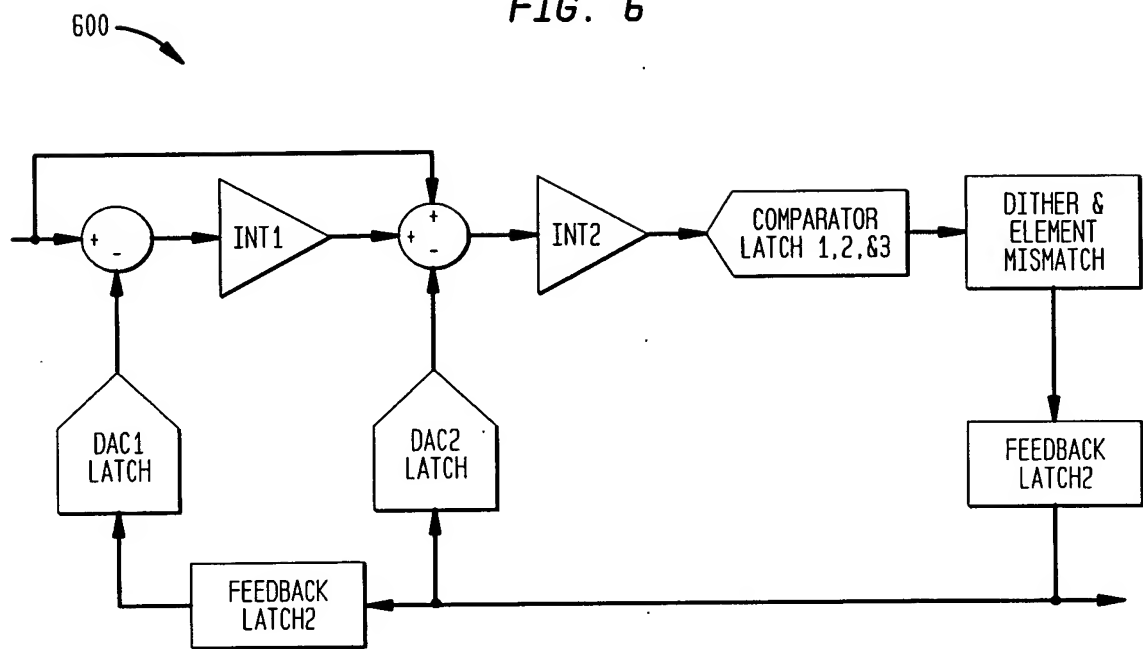 FIG. 6
600
+
-
INT1
+
+
-
INT2
COMPARATOR
LATCH 1,2,&3
DITHER &
ELEMENT
MISMATCH
DAC1
LATCH
DAC2
LATCH
FEEDBACK
LATCH2
FEEDBACK
LATCH2